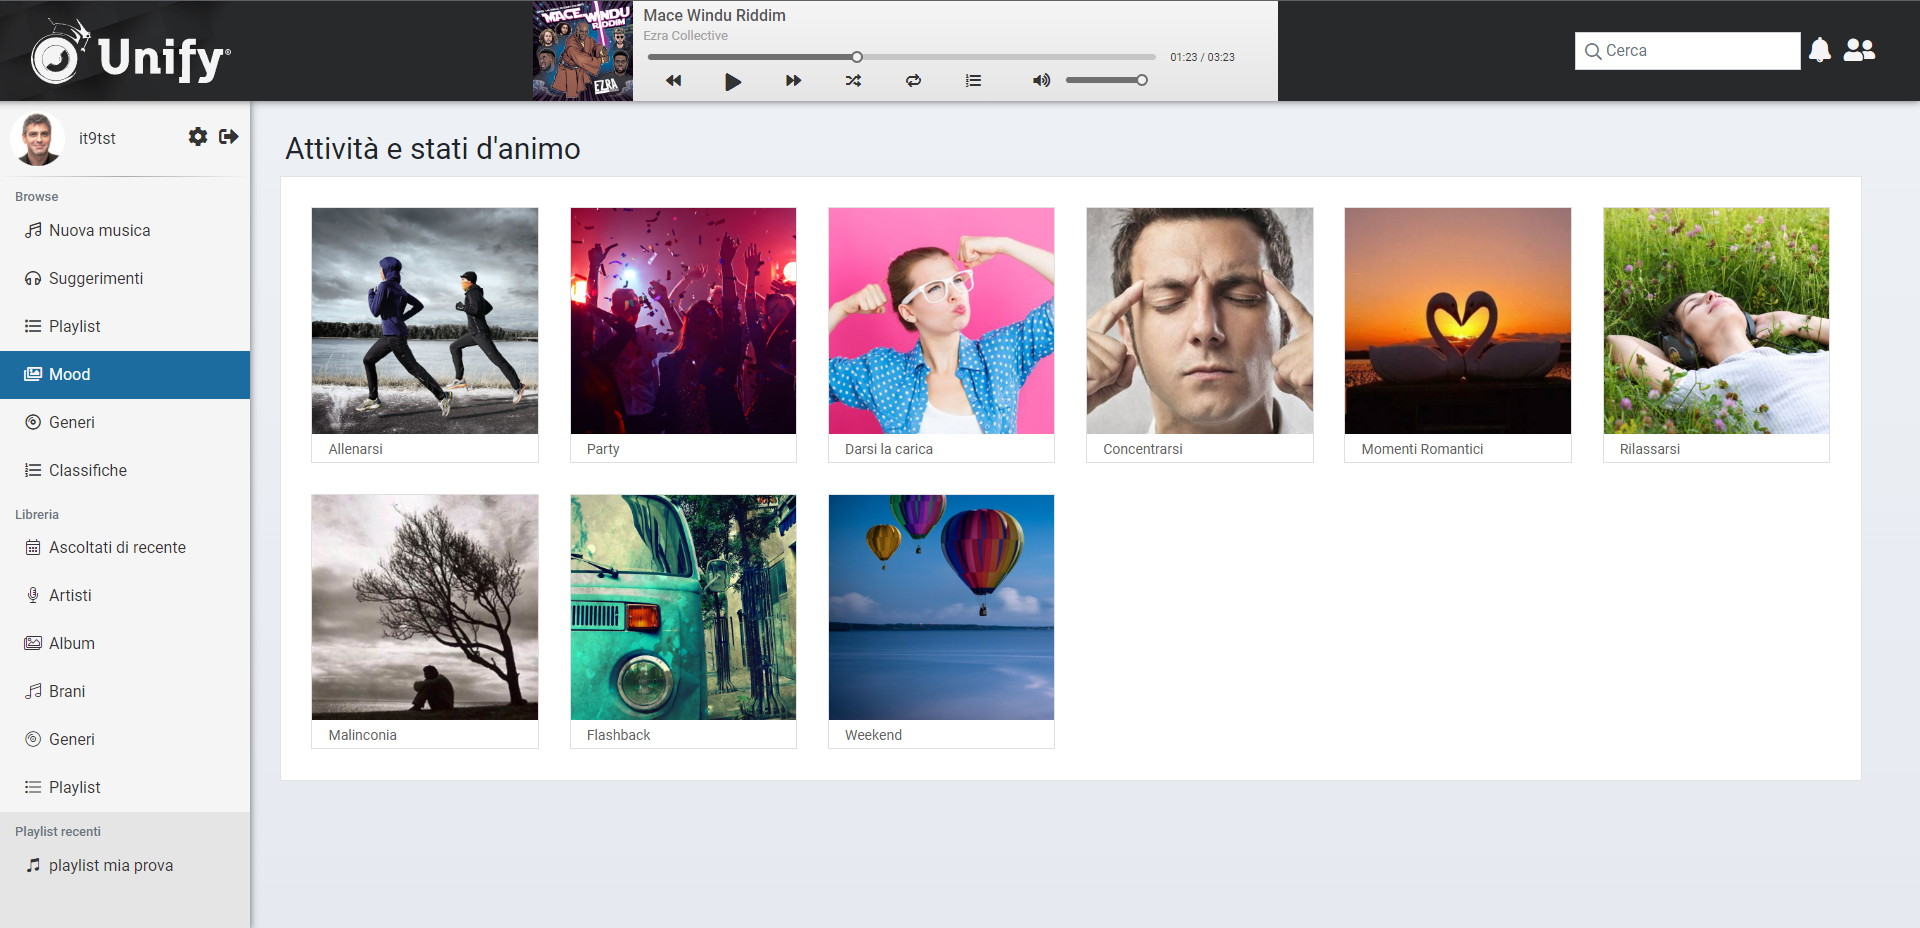 Unify®
MACE WINDU
RIDDIM
EZRA
Mace Windu Riddim
Ezra Collective
01:23 / 03:23
Cerca
it9tst
Browse
Nuova musica
Suggerimenti
Playlist
Mood
Generi
Classifiche
Libreria
Ascoltati di recente
Artisti
Album
Brani
Generi
Playlist
Playlist recenti
playlist mia prova
Attività e stati d'animo
Allenarsi
Party
Darsi la carica
Concentrarsi
Momenti Romantici
Rilassarsi
Malinconia
Flashback
Weekend